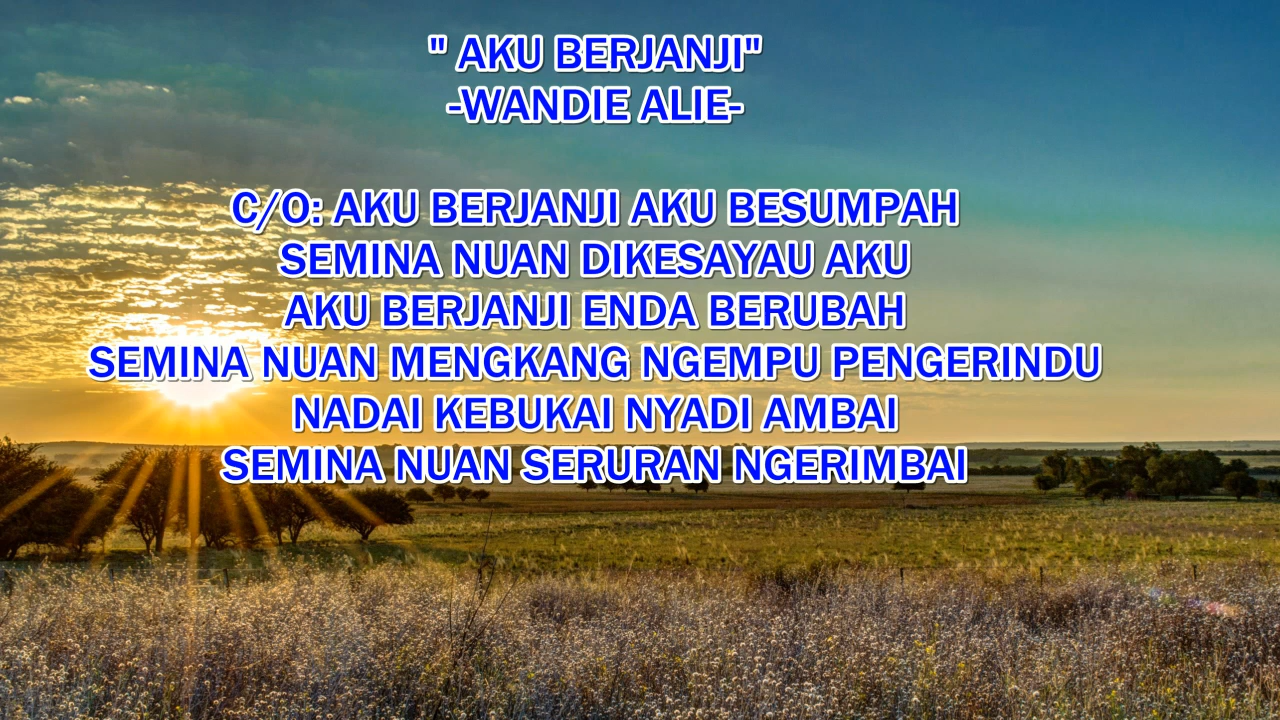 " AKU BERJANJI"
-WANDIE ALIE-
C/O: AKU BERJANJI AKU BESUMPAH
SEMINA NUAN DIKESAYAU AKU
AKU BERJANJI ENDA BERUBAH
SEMINA NUAN MENGKANG NGEMPU PENGERINDU
NADAI KEBUKAI NYADI AMBAI
SEMINA NUAN SERURAN NGERIMBAI